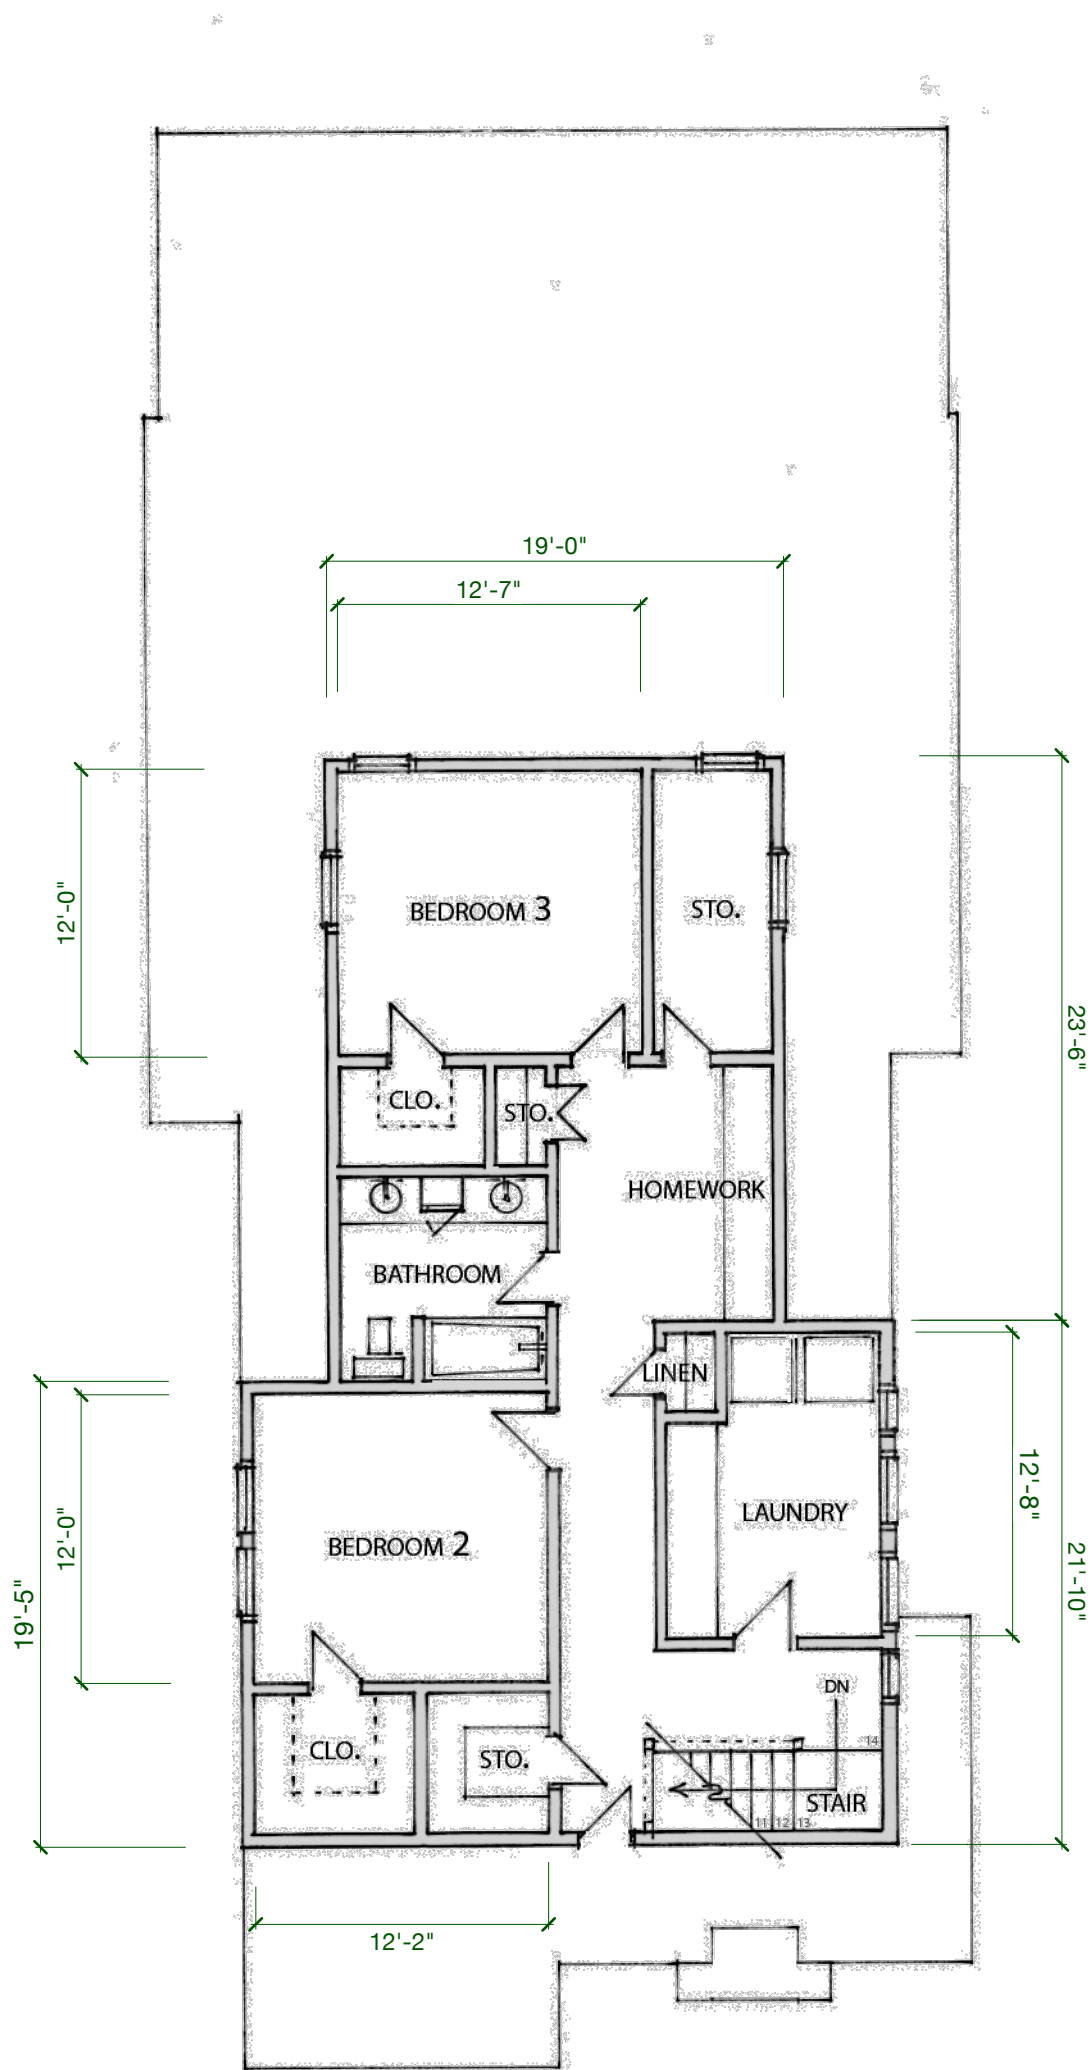 19'-0"
12'-7"
12'-0"
BEDROOM 3
STO.
23'-6"
CLO.
STO.
HOMEWORK
BATHROOM
LINEN
12'-8"
LAUNDRY
BEDROOM 2
12'-0"
19'-5"
21'-10"
DN
14
CLO.
STO.
STAIR
11 12 13
12'-2"